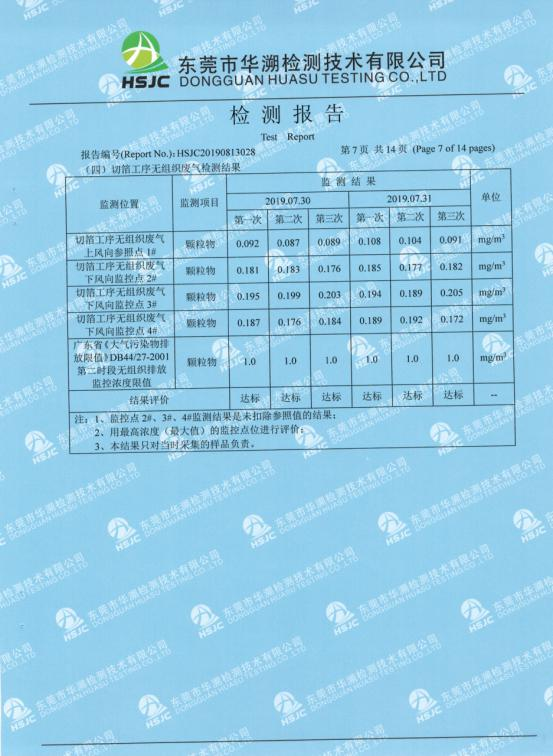 HSJC
东莞市华溯检测技术有限公司
DONGGUAN HUASU TESTING CO.,LTD
检 测 报 告
Test Report
报告编号(Report No.): HSJC20190813028 第 7 页 共 14 页 (Page 7 of 14 pages)
（四）切箔工序无组织废气检测结果
监测位置 监测项目 监 测 结 果 单位
2019.07.30 2019.07.31
第一次 第二次 第三次 第一次 第二次 第三次
切箔工序无组织废气
上风向参照点 1# 颗粒物 0.092 0.087 0.089 0.108 0.104 0.091 mg/m³
切箔工序无组织废气
下风向监控点 2# 颗粒物 0.181 0.183 0.176 0.185 0.177 0.182 mg/m³
切箔工序无组织废气
下风向监控点 3# 颗粒物 0.195 0.199 0.203 0.194 0.189 0.205 mg/m³
切箔工序无组织废气
下风向监控点 4# 颗粒物 0.187 0.176 0.184 0.189 0.192 0.172 mg/m³
广东省《大气污染物排
放限值》DB44/27-2001
第二时段无组织排放
监控浓度限值 颗粒物 1.0 1.0 1.0 1.0 1.0 1.0 mg/m³
结果评价 达标 达标 达标 达标 达标 达标 --
注：1、监控点 2#、3#、4#监测结果是未扣除参照值的结果；
2、用最高浓度（最大值）的监控点位进行评价；
3、本结果只对当时采集的样品负责。